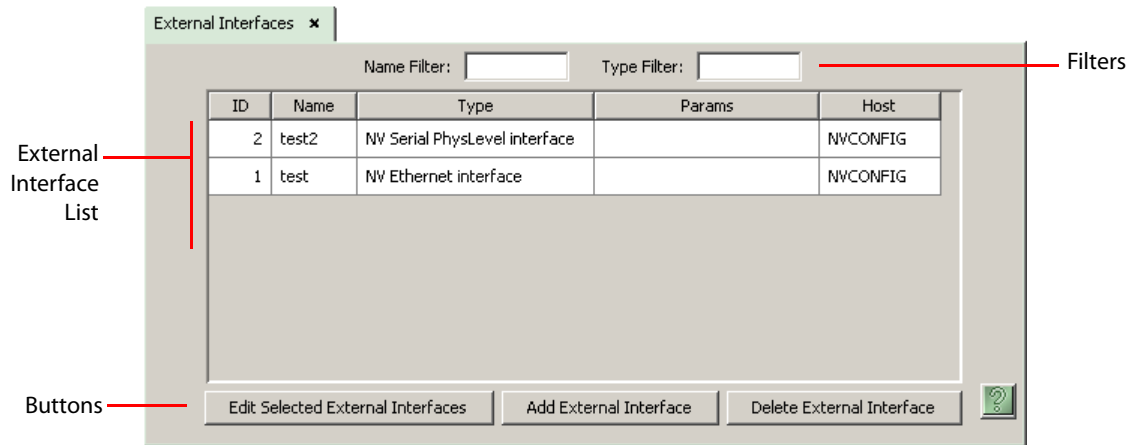 External Interfaces ×
Name Filter: Type Filter:
Filters
ID Name Type Params Host
2 test2 NV Serial PhysLevel interface NVCONFIG
1 test NV Ethernet interface NVCONFIG
External
Interface
List
Buttons
Edit Selected External Interfaces Add External Interface Delete External Interface ?